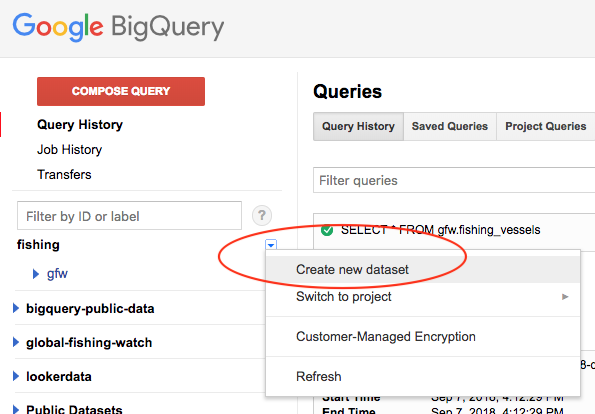 Google BigQuery
COMPOSE QUERY
Query History
Job History
Transfers
Filter by ID or label
?
fishing
gfw
bigquery-public-data
global-fishing-watch
lookerdata
Public Datasets
Queries
Query History Saved Queries Project Queries
Filter queries
SELECT * FROM gfw.fishing_vessels
Create new dataset
Switch to project
Customer-Managed Encryption
Refresh
Start Time Sep 7, 2018, 4:12:29 PM
End Time Sep 7, 2018, 4:12:29 PM